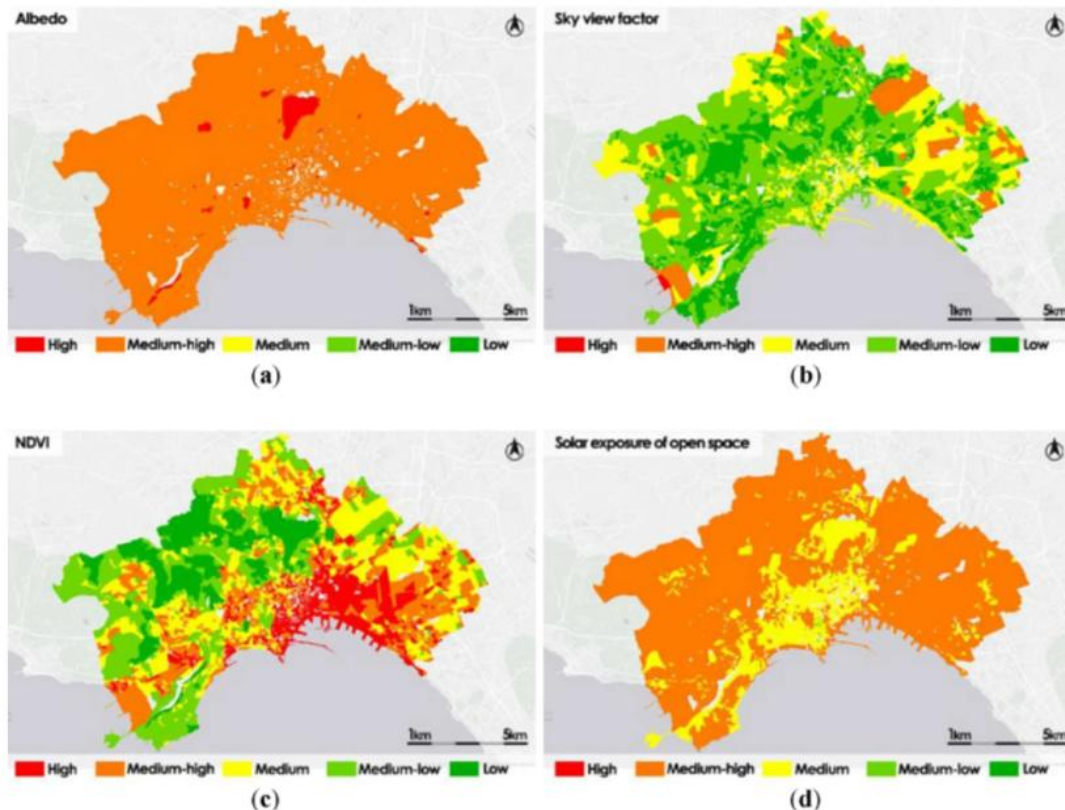 Albedo
Sky view factor
1km 5km
1km 5km
High Medium-high Medium Medium-low Low
High Medium-high Medium Medium-low Low
(a)
(b)
NDVI
Solar exposure of open space
1km 5km
1km 5km
High Medium-high Medium Medium-low Low
High Medium-high Medium Medium-low Low
(c)
(d)